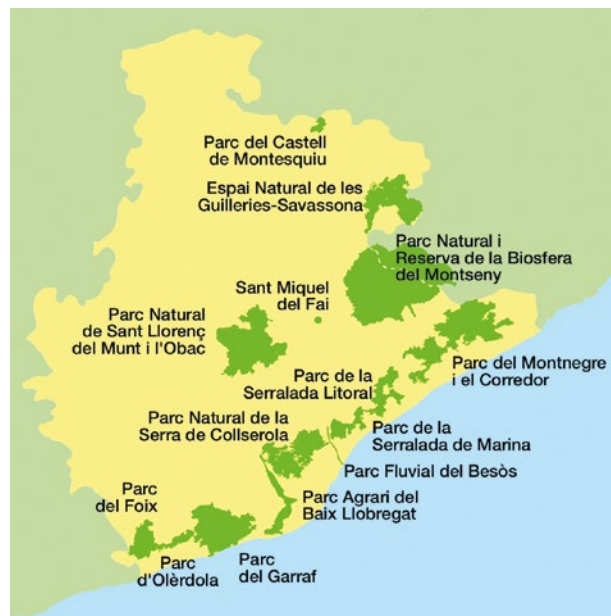 Parc del Castell
de Montesquiu
Espai Natural de les
Guilleries-Savassona
Parc Natural i
Reserva de la Biosfera
del Montseny
Sant Miquel
del Fai
Parc Natural
de Sant Llorenç
del Munt i l'Obac
Parc del Montnegre
i el Corredor
Parc de la
Serralada Litoral
Parc Natural de la
Serra de Collserola
Parc de la
Serralada de Marina
Parc Fluvial del Besòs
Parc Agrari del
Baix Llobregat
Parc
del Foix
Parc
d'Olèrdola
Parc
del Garraf